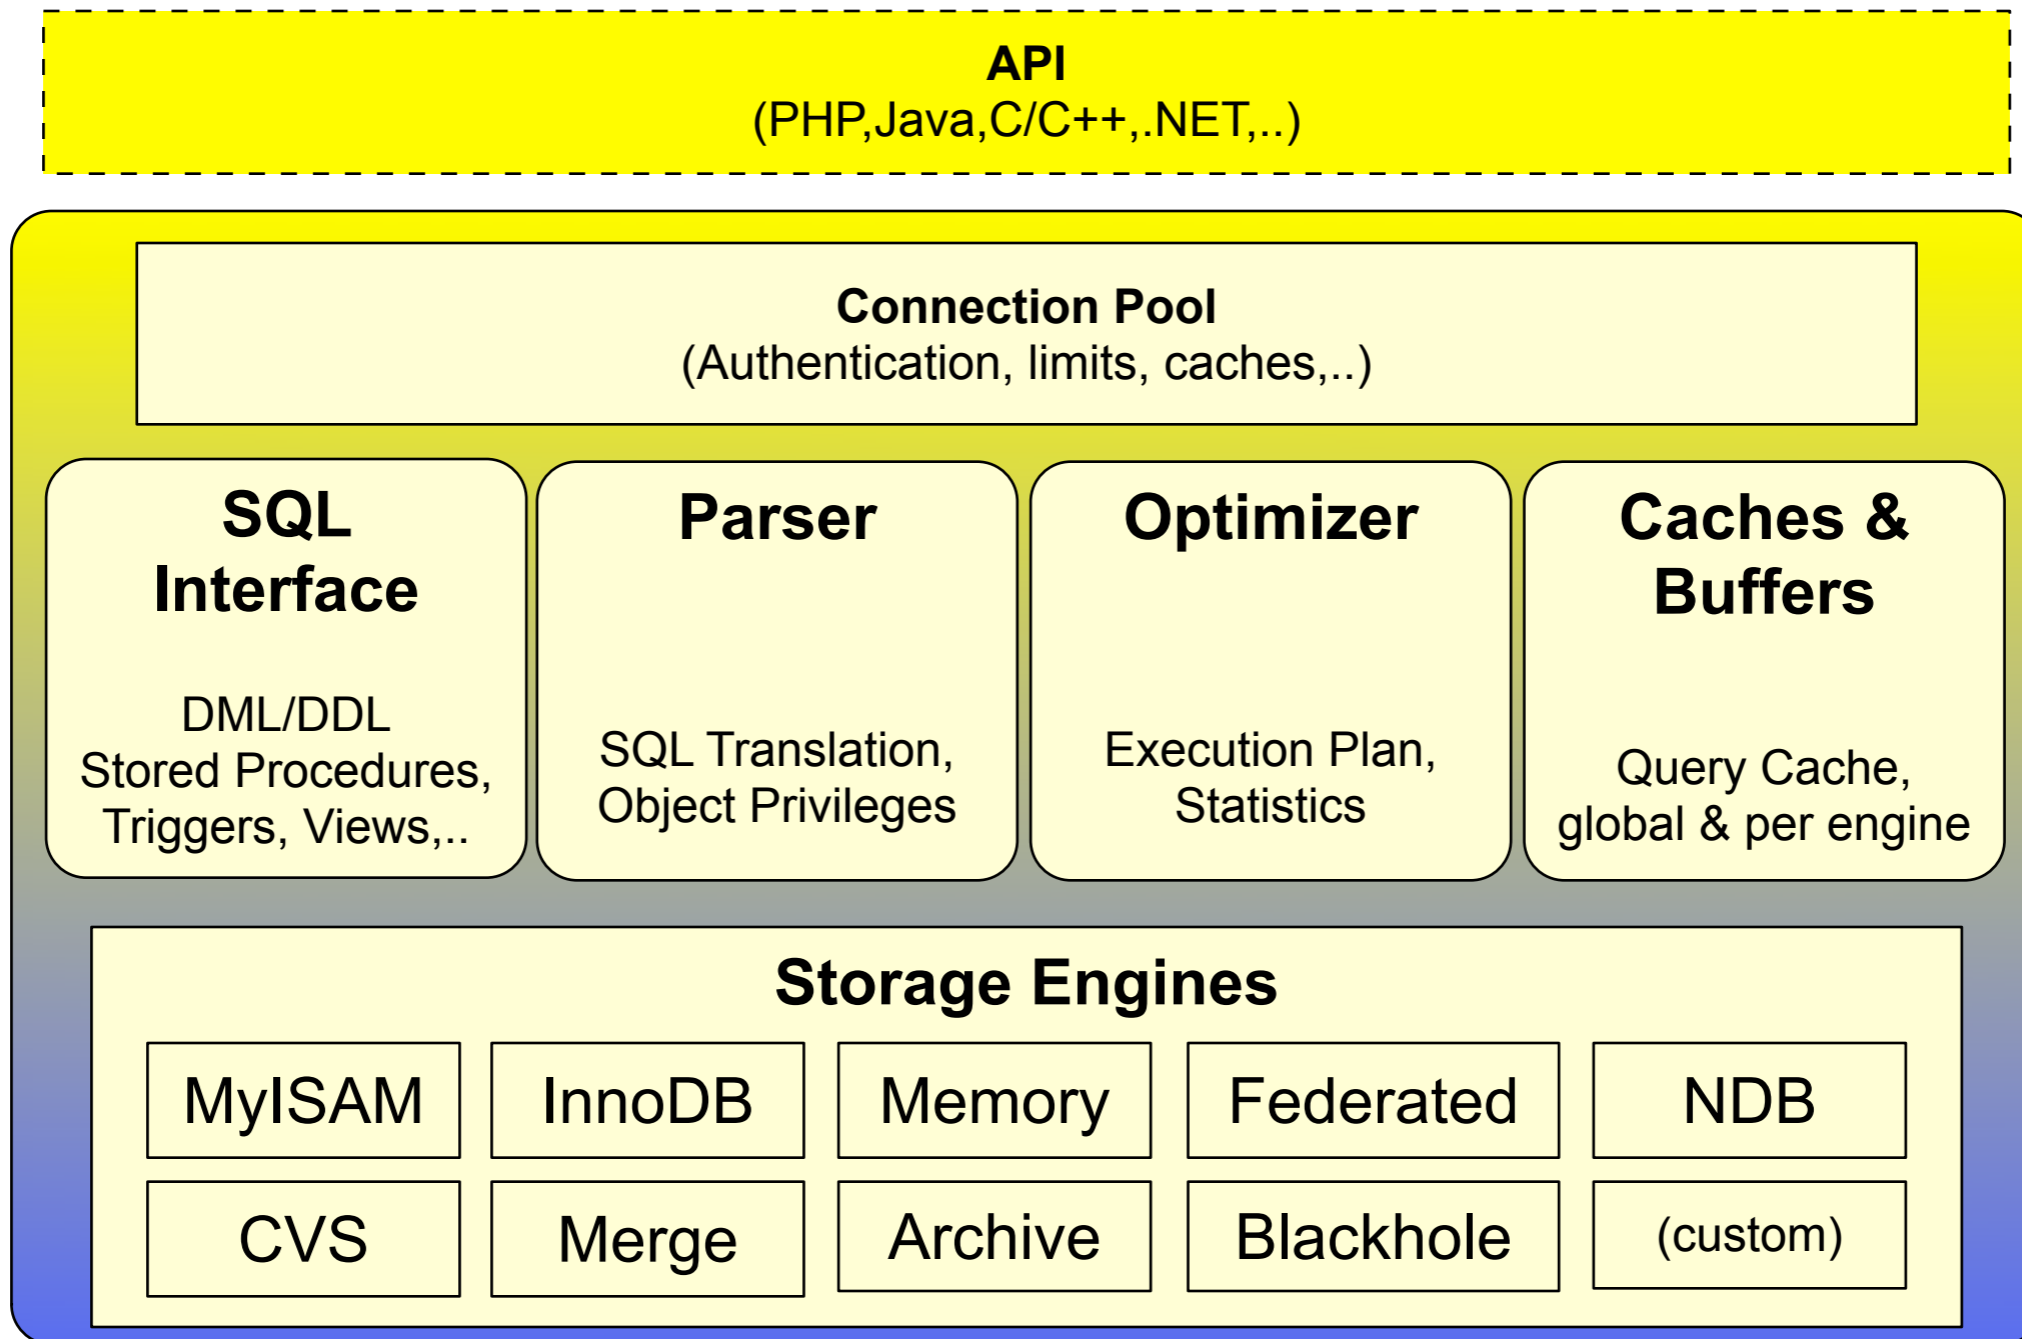 API
(PHP,Java,C/C++,.NET,..)
Connection Pool
(Authentication, limits, caches,..)
SQL
Interface
DML/DDL
Stored Procedures,
Triggers, Views,..
Parser
SQL Translation,
Object Privileges
Optimizer
Execution Plan,
Statistics
Caches &
Buffers
Query Cache,
global & per engine
Storage Engines
MyISAM
InnoDB
Memory
Federated
NDB
CVS
Merge
Archive
Blackhole
(custom)